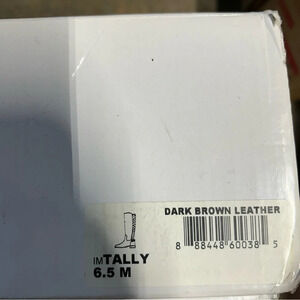 DARK BROWN LEATHER
8 88448 60038 5
IMTALLY
6.5 M